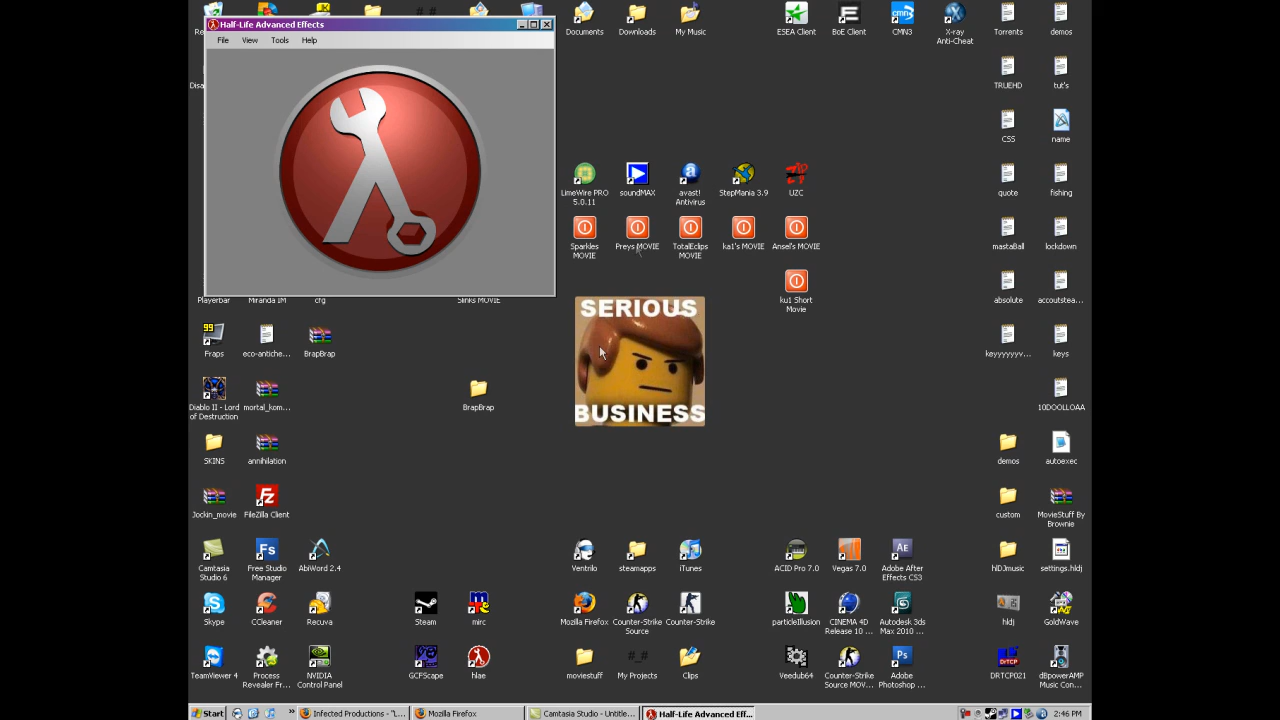 Half-Life Advanced Effects
File View Tools Help
Documents
Downloads
My Music
ESEA Client
BoE Client
CMN3
X-ray
Anti-Cheat
Torrents
demos
TRUEHD
tut's
CSS
name
LimeWire PRO
5.0.11
soundMAX
avast!
Antivirus
StepMania 3.9
UZC
quote
fishing
Sparkles
MOVIE
Preys MOVIE
TotalEclips
MOVIE
ka1's MOVIE
Ansel's MOVIE
mastaBall
lockdown
Playerbar
Miranda IM
cfg
Slinks MOVIE
ku1 Short
Movie
absolute
accoutstea...
SERIOUS
BUSINESS
99
Fraps
eco-antiche...
BrapBrap
keyyyyyyv...
keys
Diablo II - Lord
of Destruction
mortal_kom...
BrapBrap
10DOOLLOAA
SKINS
annihilation
demos
autoexec
Jockin_movie
FileZilla Client
custom
MovieStuff By
Brownie
Camtasia
Studio 6
Free Studio
Manager
AbiWord 2.4
Ventrilo
steamapps
iTunes
ACID Pro 7.0
Vegas 7.0
Adobe After
Effects CS3
hlDJmusic
settings.hldj
Skype
CCleaner
Recuva
Steam
mirc
Mozilla Firefox
Counter-Strike
Source
Counter-Strike
particleIllusion
CINEMA 4D
Release 10 ...
Autodesk 3ds
Max 2010 ...
hldj
GoldWave
TeamViewer 4
Process
Revealer Fr...
NVIDIA
Control Panel
GCFScape
hlae
moviestuff
#_#
My Projects
Clips
Veedub64
Counter-Strike
Source MOV...
Adobe
Photoshop ...
DRTCP021
dBpowerAMP
Music Con...
Start
Infected Productions - "L...
Mozilla Firefox
Camtasia Studio - Untitle...
Half-Life Advanced Eff...
2:46 PM